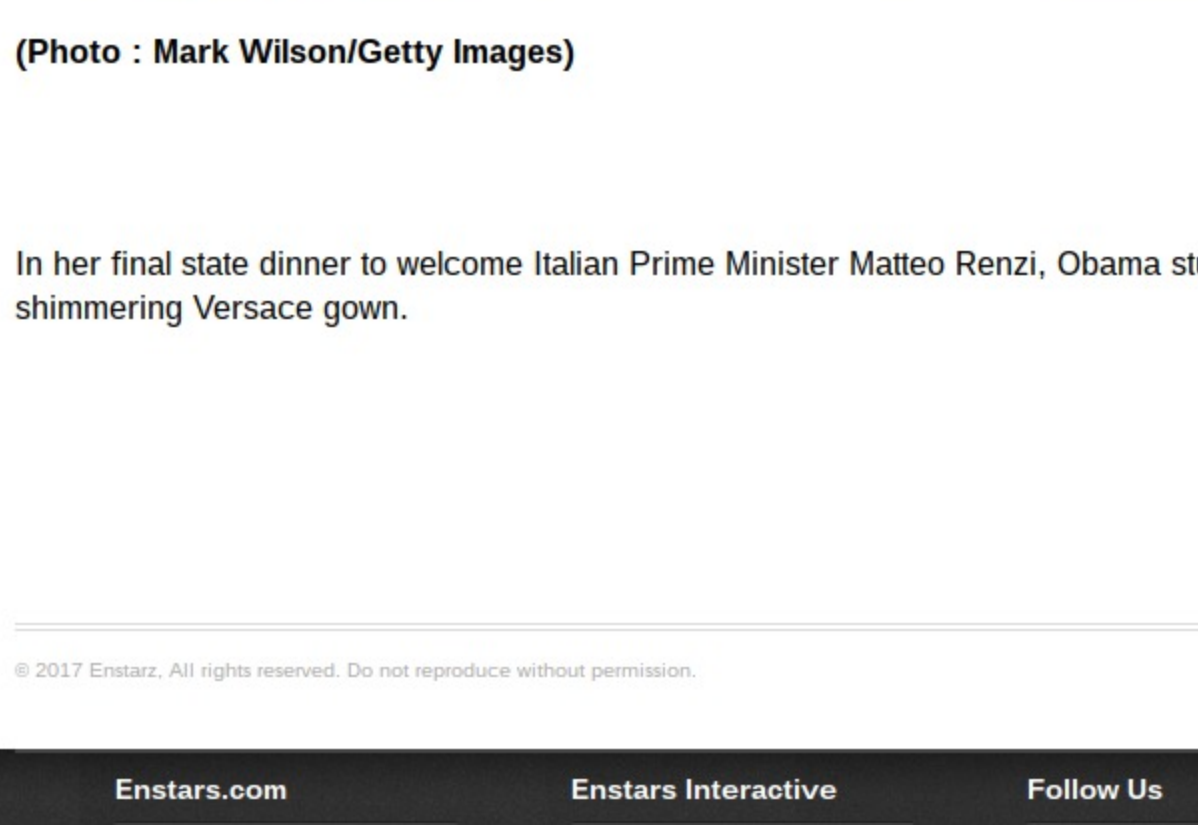 (Photo : Mark Wilson/Getty Images)
In her final state dinner to welcome Italian Prime Minister Matteo Renzi, Obama
shimmering Versace gown.
© 2017 Enstarz, All rights reserved. Do not reproduce without permission.
Enstars.com Enstars Interactive Follow Us